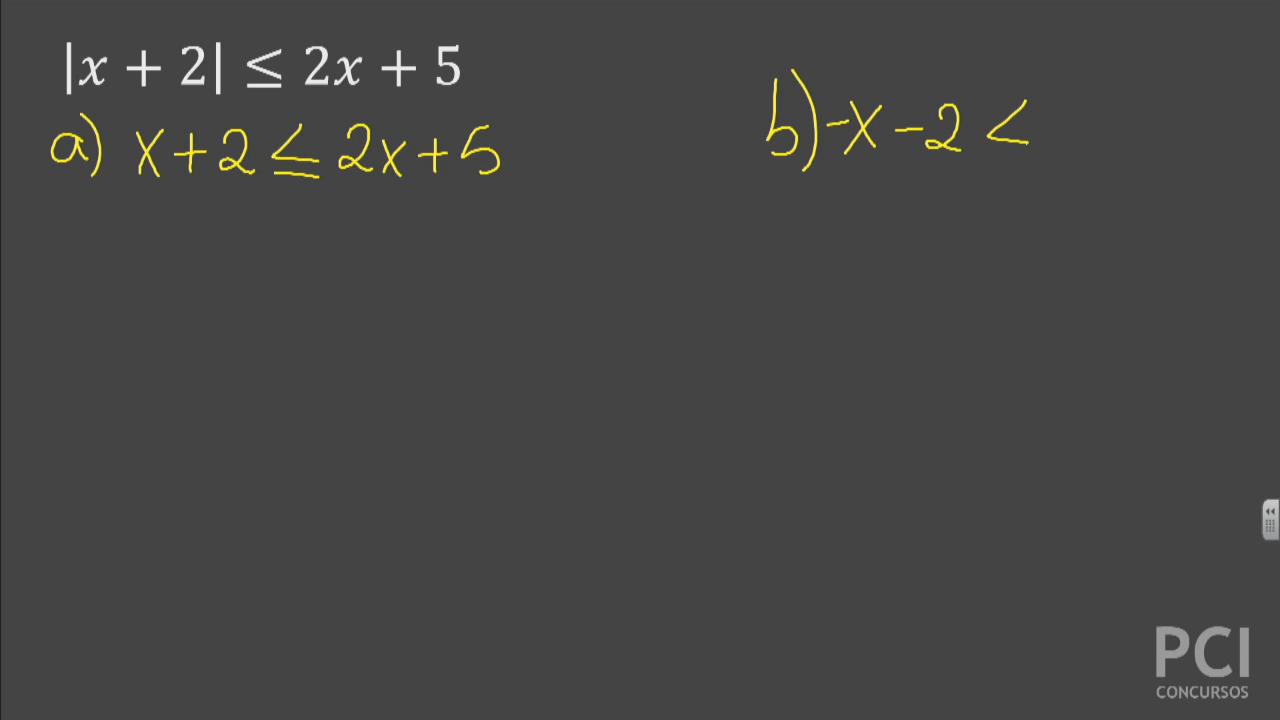 |x + 2| ≤ 2x + 5
a) x+2 ≤ 2x+5
b) -x-2 <
PCI
CONCURSOS